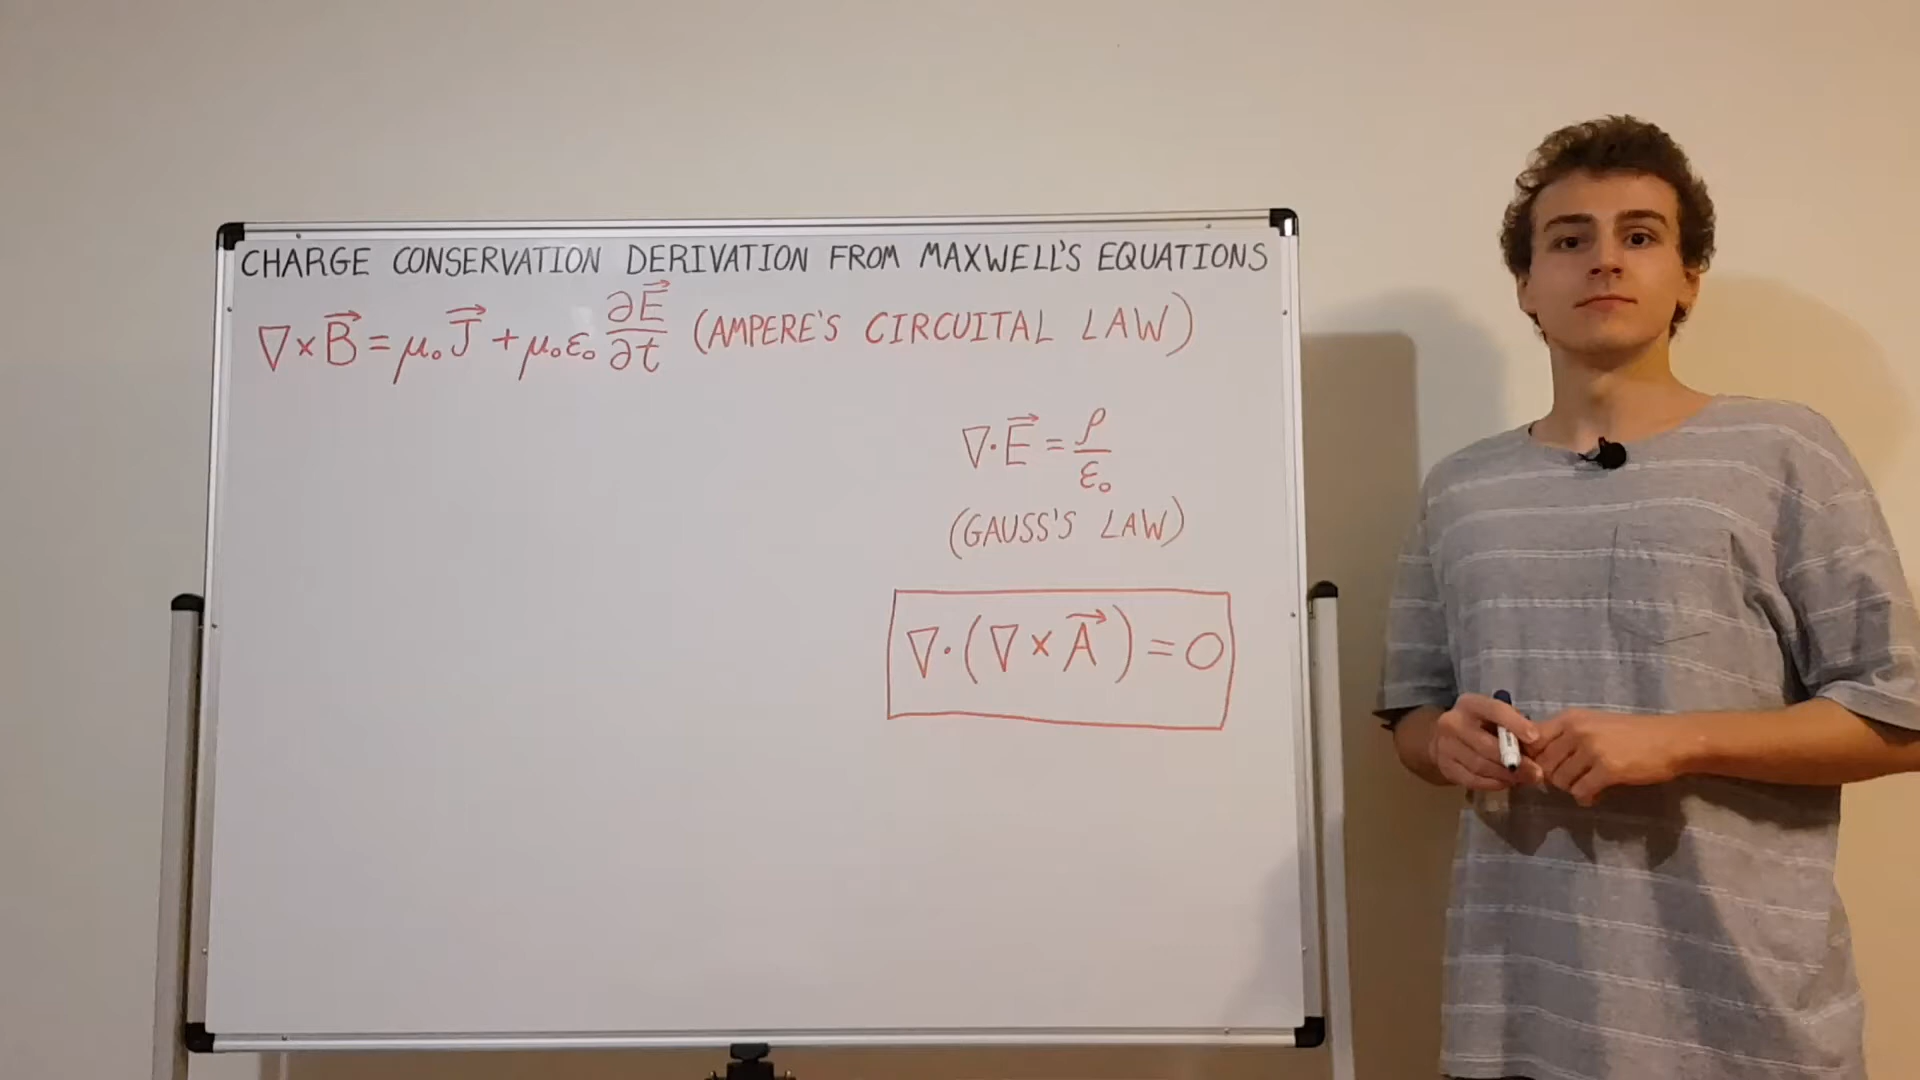 CHARGE CONSERVATION DERIVATION FROM MAXWELL'S EQUATIONS
∇×B⃗ = μ₀J⃗ + μ₀ε₀ ∂E⃗/∂t (AMPERE'S CIRCUITAL LAW)
∇·E⃗ = ρ/ε₀
(GAUSS'S LAW)
∇·(∇×A⃗) = 0